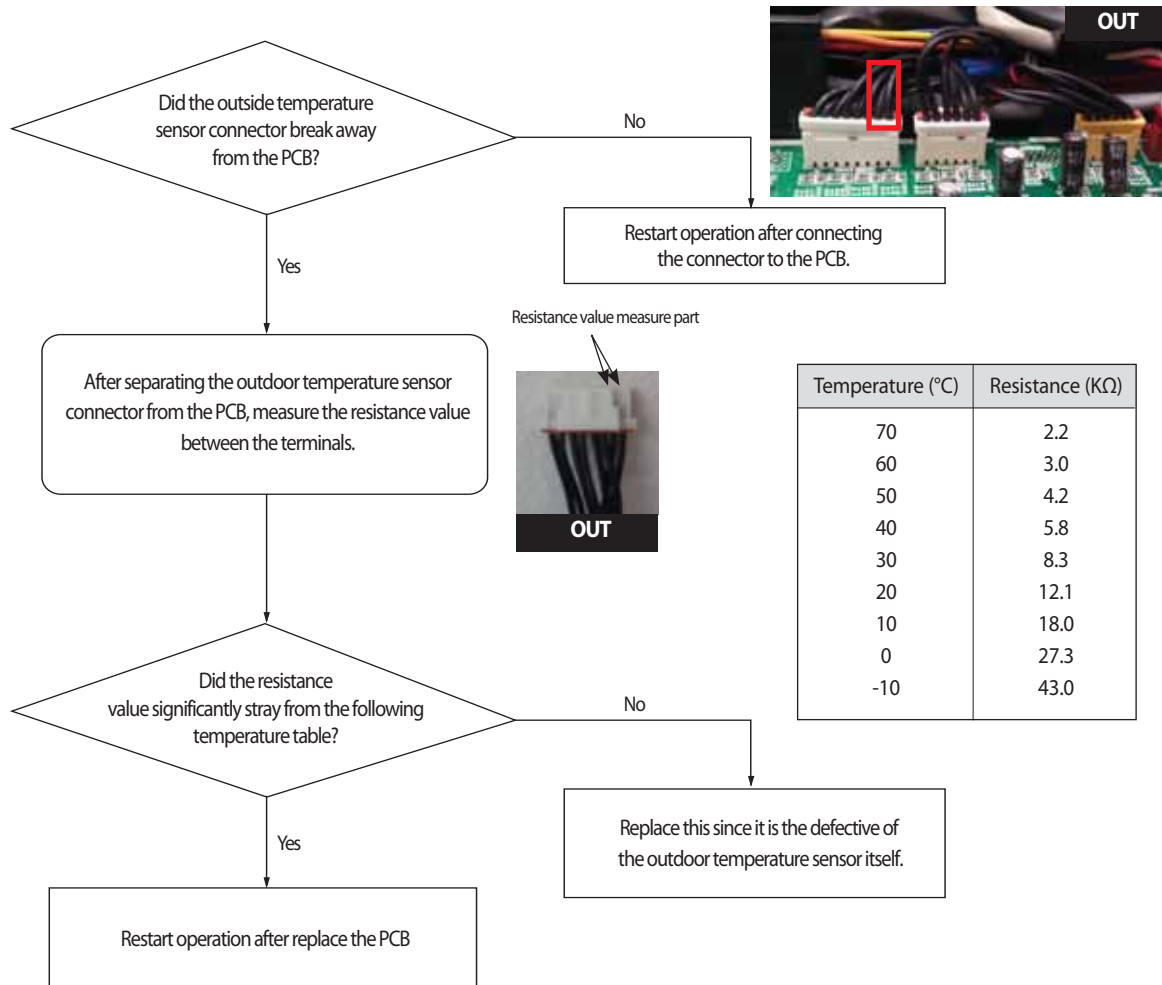 OUT
Did the outside temperature
sensor connector break away
from the PCB?
No
Restart operation after connecting
the connector to the PCB.
Yes
Resistance value measure part
After separating the outdoor temperature sensor
connector from the PCB, measure the resistance value
between the terminals.
OUT
Temperature (°C) Resistance (KΩ)
70 2.2
60 3.0
50 4.2
40 5.8
30 8.3
20 12.1
10 18.0
0 27.3
-10 43.0
Did the resistance
value significantly stray from the following
temperature table?
No
Replace this since it is the defective of
the outdoor temperature sensor itself.
Yes
Restart operation after replace the PCB